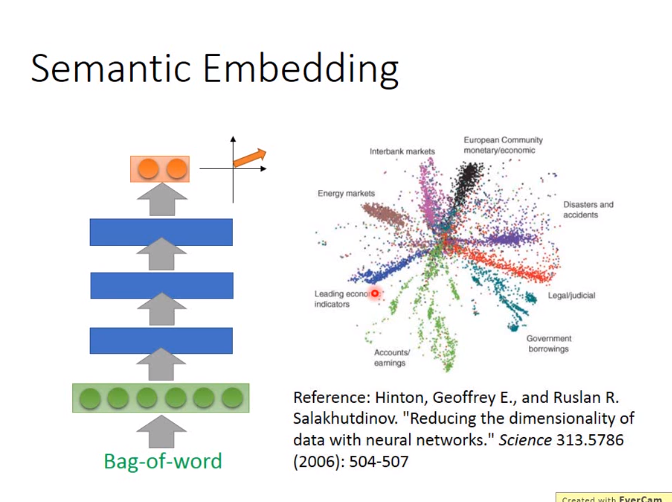 Semantic Embedding
Interbank markets
European Community
monetary/economic
Energy markets
Disasters and
accidents
Leading econo
indicators
Legal/judicial
Government
borrowings
Accounts/
earnings
Bag-of-word
Reference: Hinton, Geoffrey E., and Ruslan R.
Salakhutdinov. "Reducing the dimensionality of
data with neural networks." Science 313.5786
(2006): 504-507
Created with EverCam